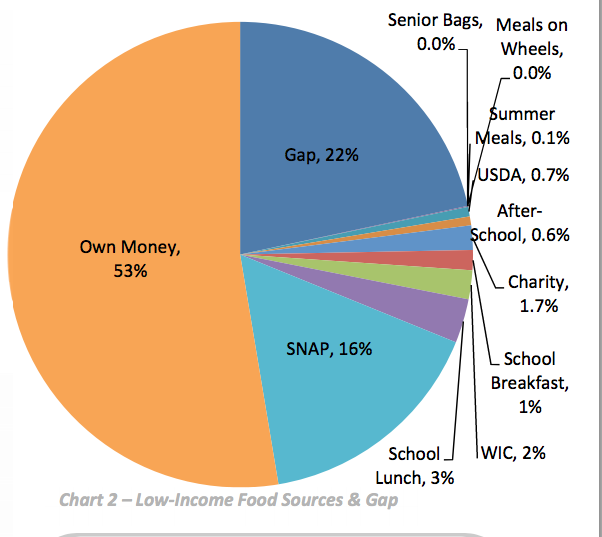 Senior Bags,
0.0%
Meals on
Wheels,
0.0%
Summer
Meals, 0.1%
USDA, 0.7%
After-
School, 0.6%
Charity,
1.7%
School
Breakfast,
1%
WIC, 2%
School
Lunch, 3%
SNAP, 16%
Own Money,
53%
Gap, 22%
Chart 2 – Low-Income Food Sources & Gap